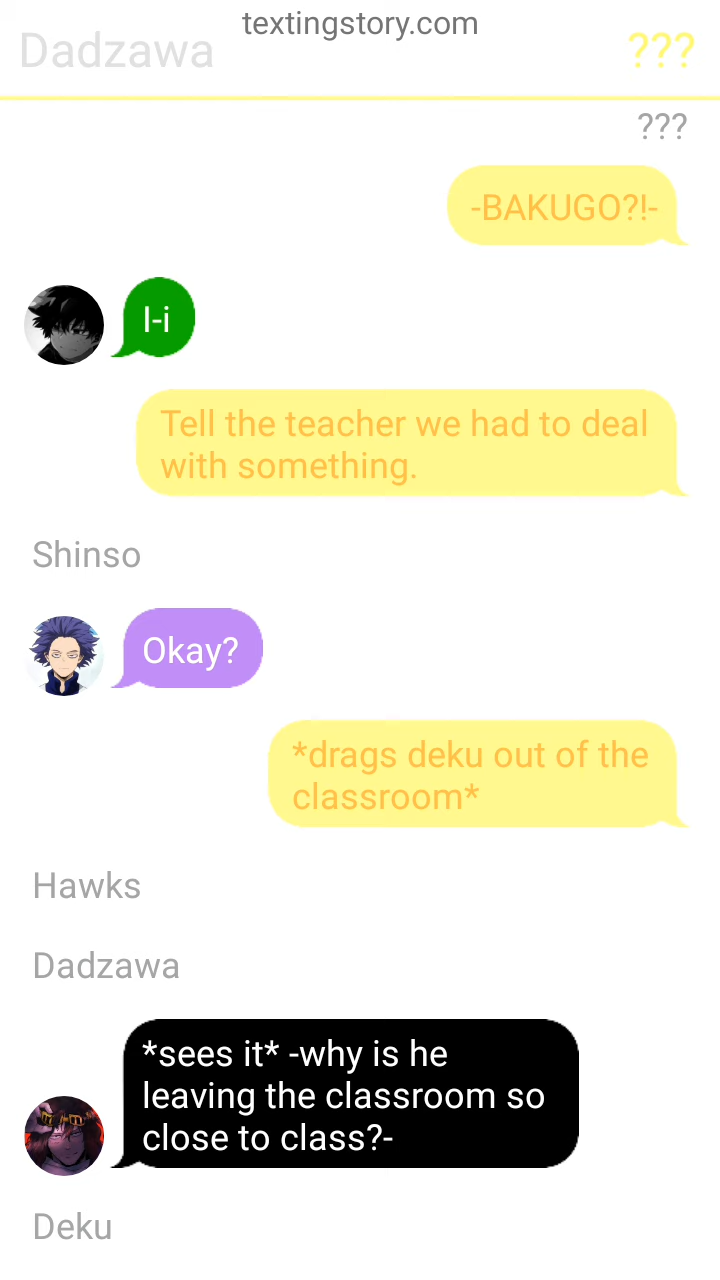 textingstory.com
Dadzawa
???
???
-BAKUGO?!-
I-i
Tell the teacher we had to deal
with something.
Shinso
Okay?
*drags deku out of the
classroom*
Hawks
Dadzawa
*sees it* -why is he
leaving the classroom so
close to class?-
Deku